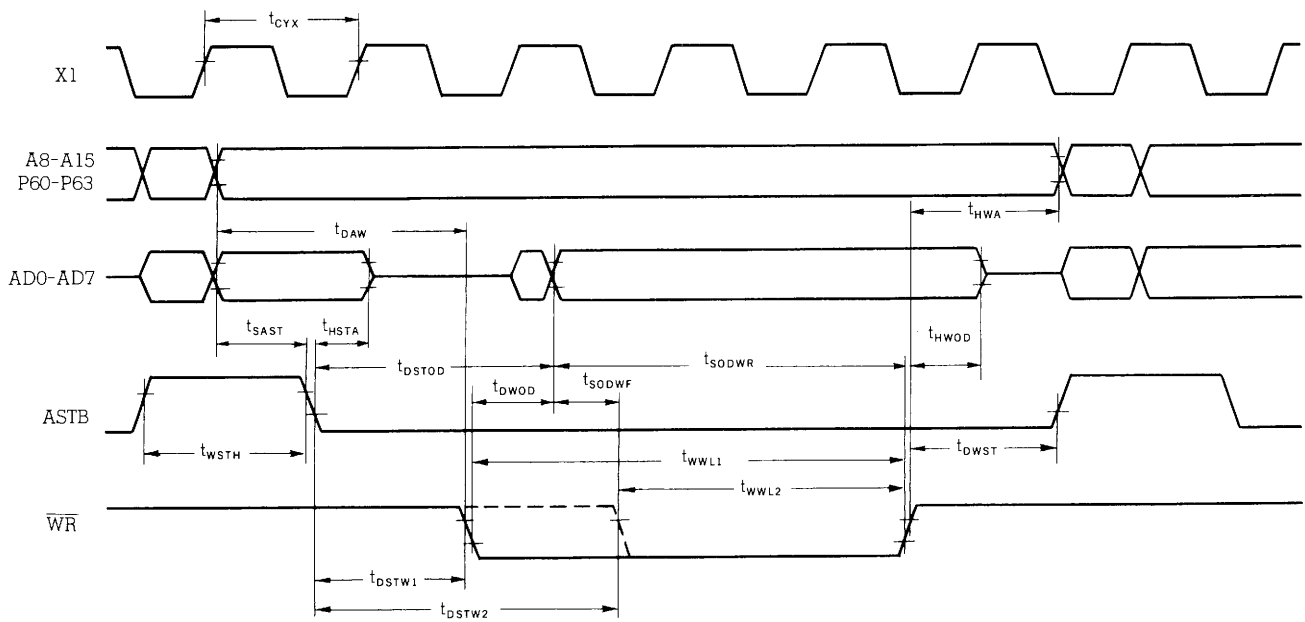 tCYX
X1
A8-A15
P60-P63
tHWA
tDAW
AD0-AD7
tSAST
tHSTA
tHWOD
tDSTOD
tSODWR
tDWOD
tSODWF
ASTB
tWSTH
tWWL1
tDWST
tWWL2
WR
tDSTW1
tDSTW2